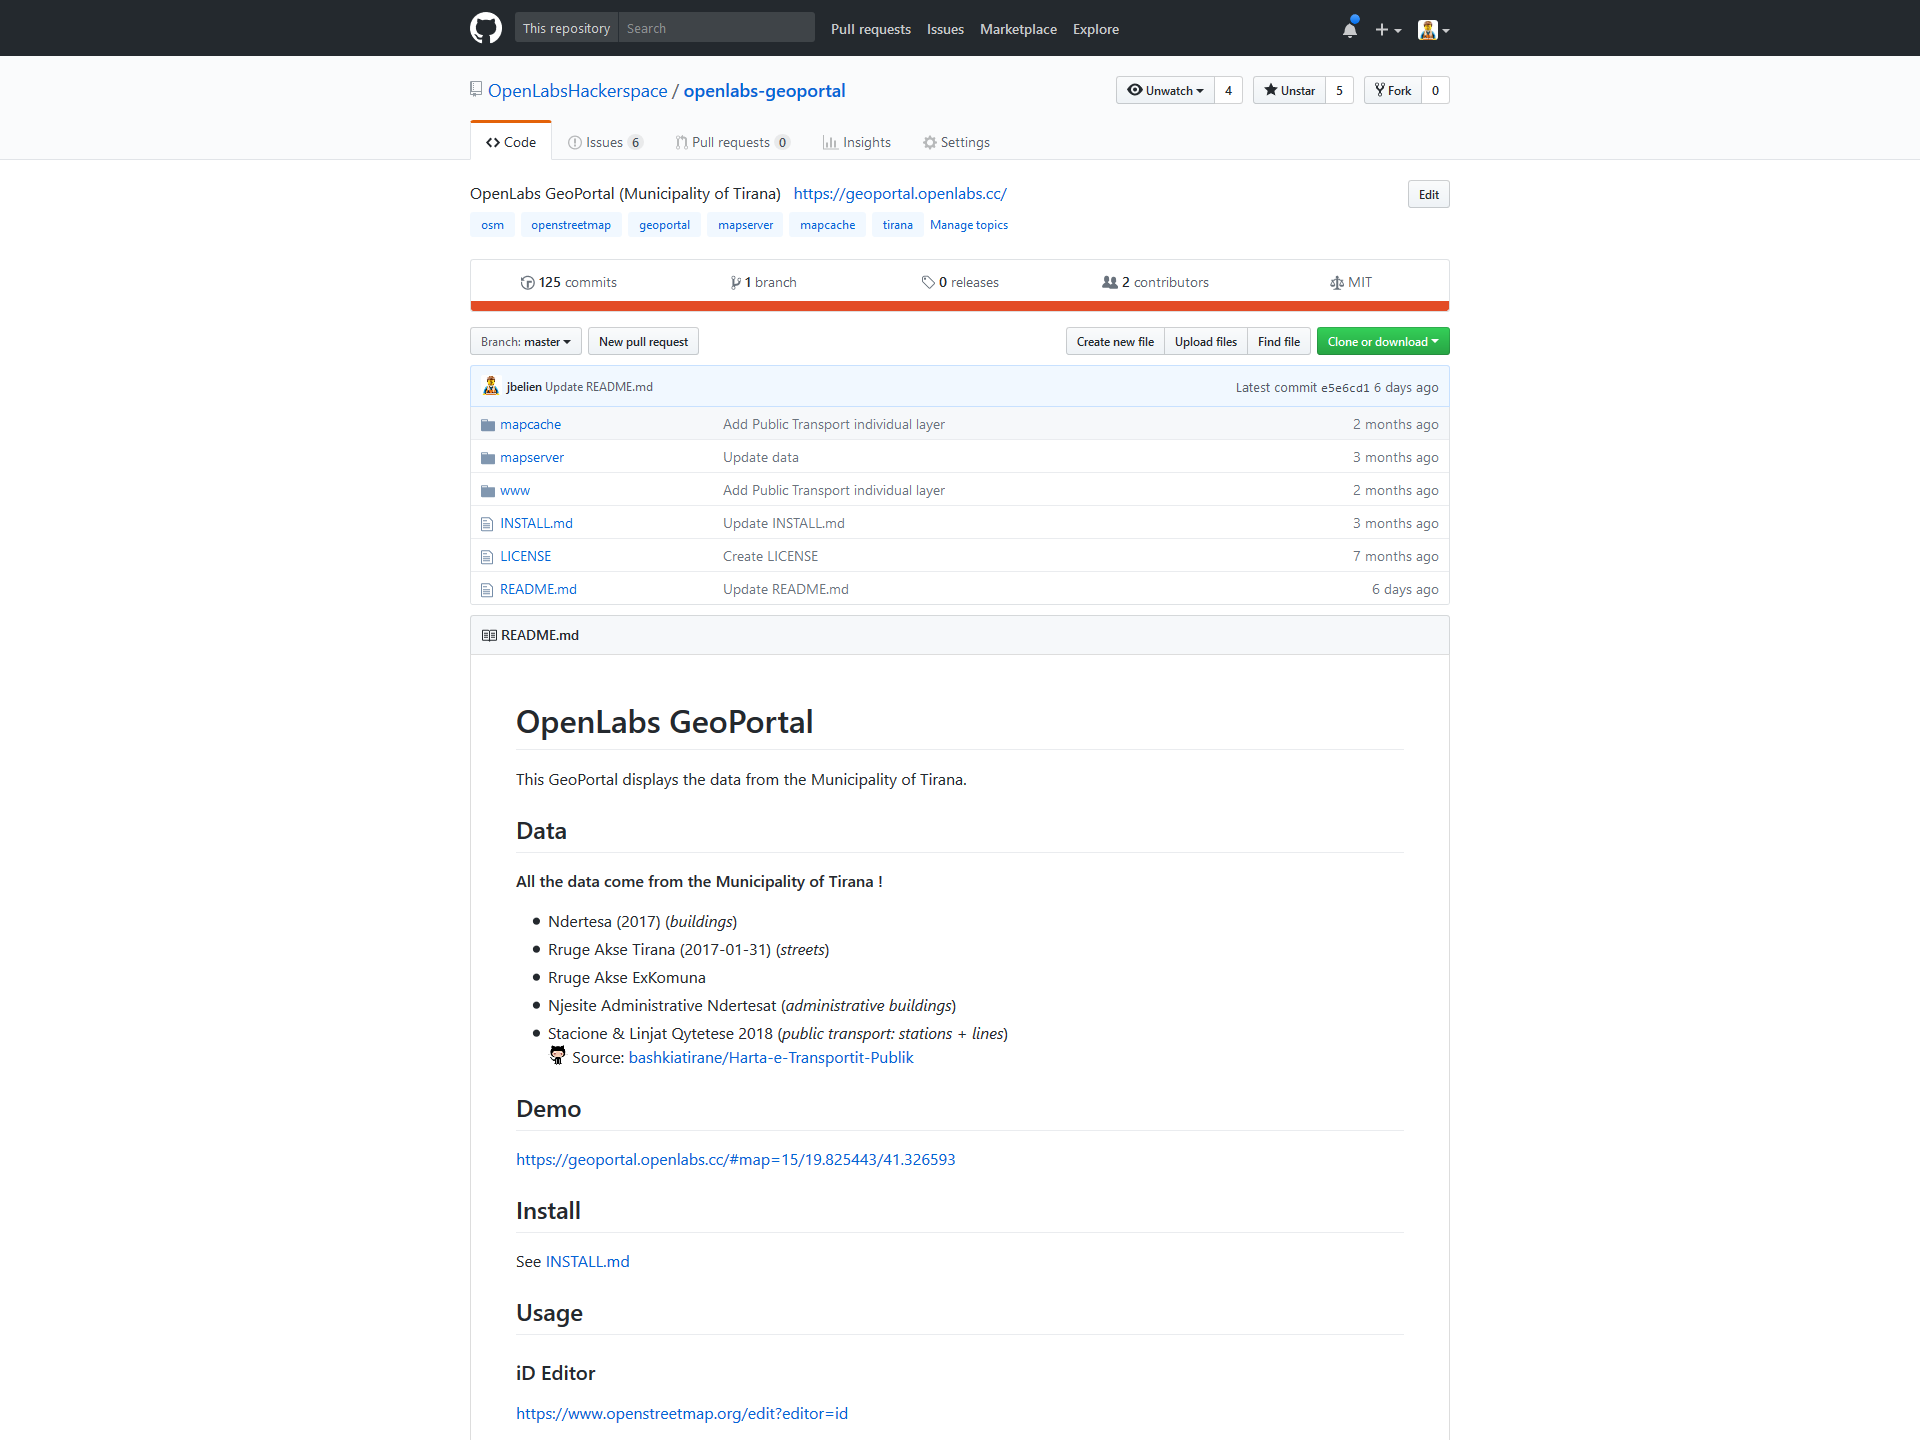 This repository Search Pull requests Issues Marketplace Explore
OpenLabsHackerspace / openlabs-geoportal Unwatch 4 Unstar 5 Fork 0
Code Issues 6 Pull requests 0 Insights Settings
OpenLabs GeoPortal (Municipality of Tirana) https://geoportal.openlabs.cc/ Edit
osm openstreetmap geoportal mapserver mapcache tirana Manage topics
125 commits 1 branch 0 releases 2 contributors MIT
Branch: master New pull request Create new file Upload files Find file Clone or download
jbelien Update README.md Latest commit e5e6cd1 6 days ago
mapcache Add Public Transport individual layer 2 months ago
mapserver Update data 3 months ago
www Add Public Transport individual layer 2 months ago
INSTALL.md Update INSTALL.md 3 months ago
LICENSE Create LICENSE 7 months ago
README.md Update README.md 6 days ago
README.md
OpenLabs GeoPortal
This GeoPortal displays the data from the Municipality of Tirana.
Data
All the data come from the Municipality of Tirana !
Ndertesa (2017) (buildings)
Rruge Akse Tirana (2017-01-31) (streets)
Rruge Akse ExKomuna
Njesite Administrative Ndertesat (administrative buildings)
Stacione & Linjat Qytetese 2018 (public transport: stations + lines)
Source: bashkiatirane/Harta-e-Transportit-Publik
Demo
https://geoportal.openlabs.cc/#map=15/19.825443/41.326593
Install
See INSTALL.md
Usage
iD Editor
https://www.openstreetmap.org/edit?editor=id